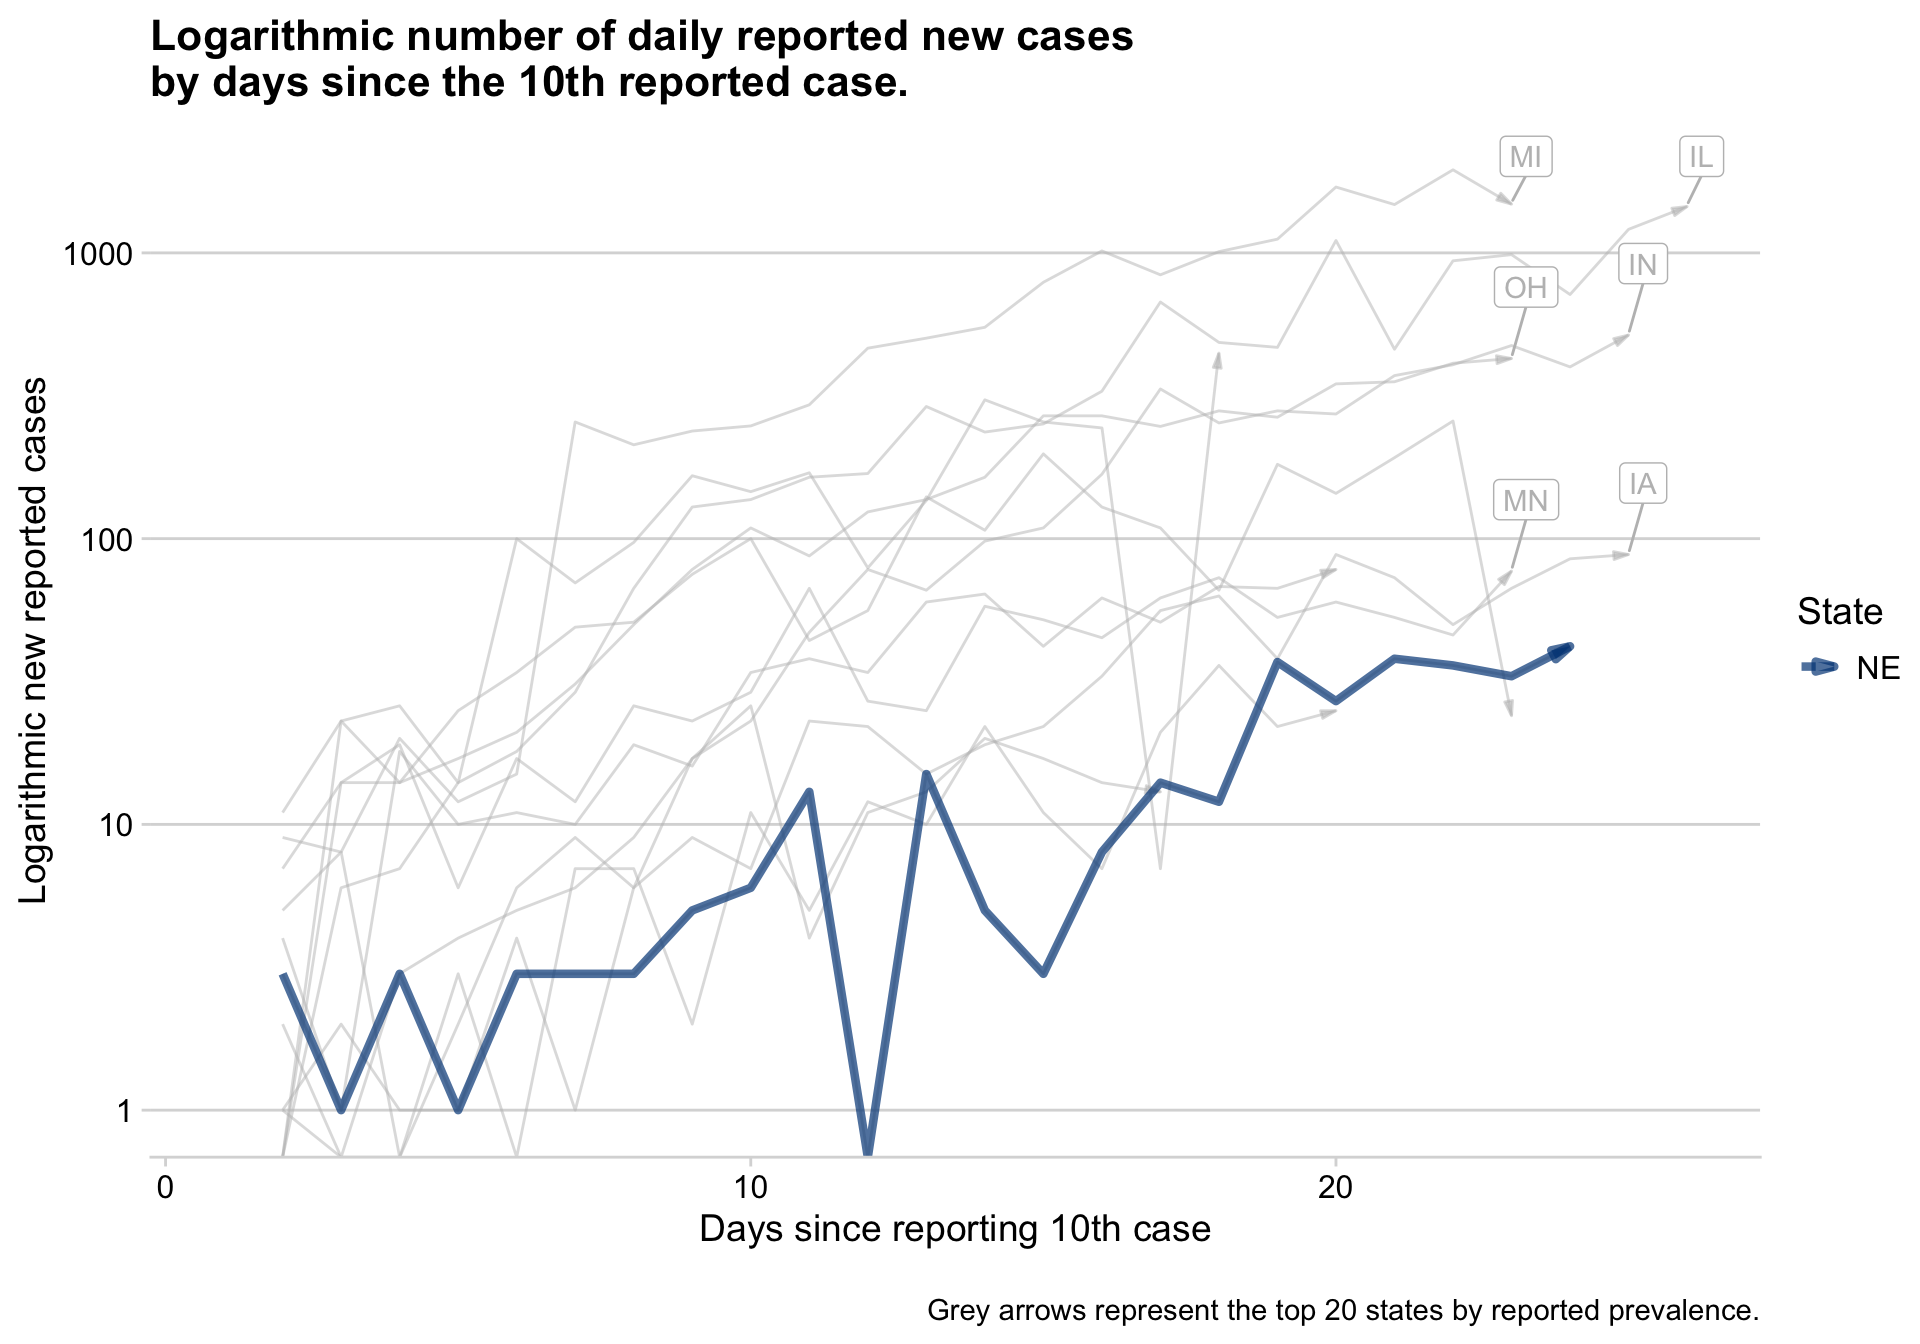 Logarithmic number of daily reported new cases
by days since the 10th reported case.
MI
IL
1000
IN
OH
Logarithmic new reported cases
IA
MN
100
State
NE
10
1
0
10
20
Days since reporting 10th case
Grey arrows represent the top 20 states by reported prevalence.